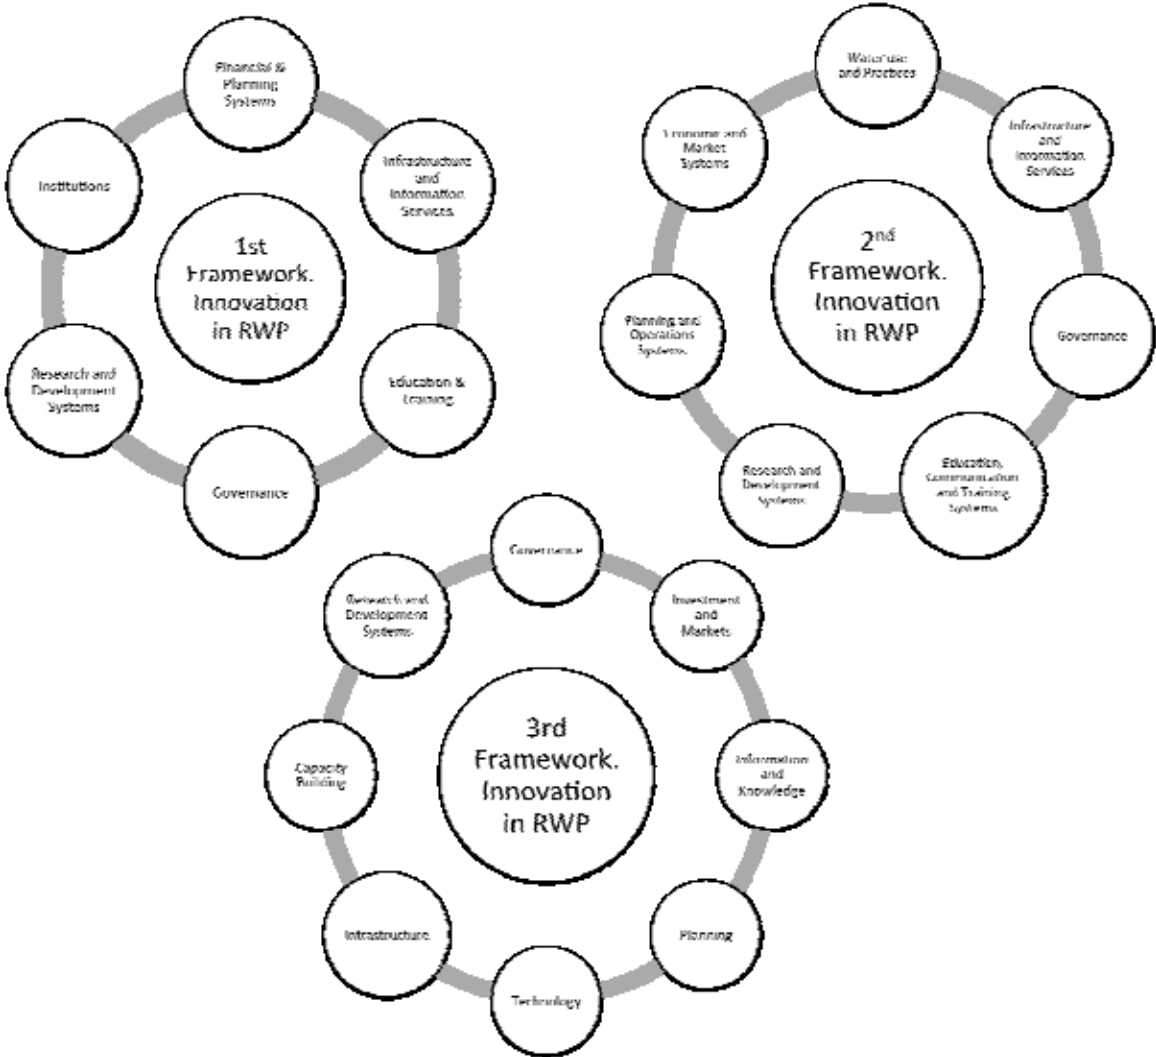 Financial &
Planning
Systems
Infrastructure
and
Information
Services
Education &
Training
Governance
Research and
Development
Systems
Institutions
1st
Framework.
Innovation
in RWP
Water use
and Practices
Infrastructure
and
Information
Services
Governance
Education,
Communication
and Training
Systems
Research and
Development
Systems
Planning and
Operations
Systems
Economic and
Market
Systems
2nd
Framework.
Innovation
in RWP
Governance
Investment
and
Markets
Information
and
Knowledge
Planning
Technology
Infrastructure
Capacity
Building
Research and
Development
Systems
3rd
Framework.
Innovation
in RWP